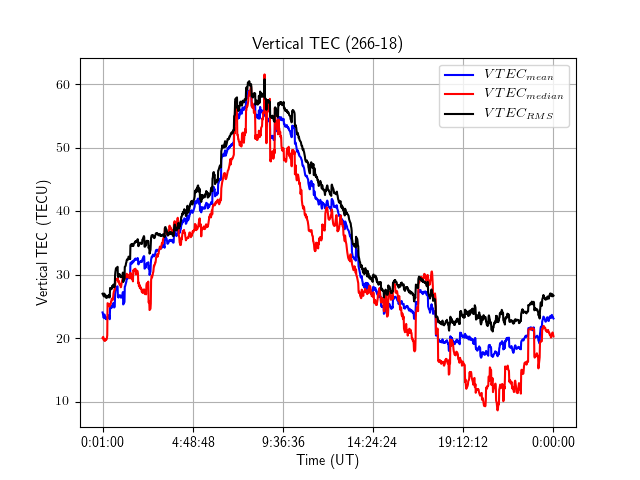 Vertical TEC (266-18)
VTEC_mean
VTEC_median
VTEC_RMS
Vertical TEC (TECU)
60
50
40
30
20
10
0:01:00 4:48:48 9:36:36 14:24:24 19:12:12 0:00:00
Time (UT)